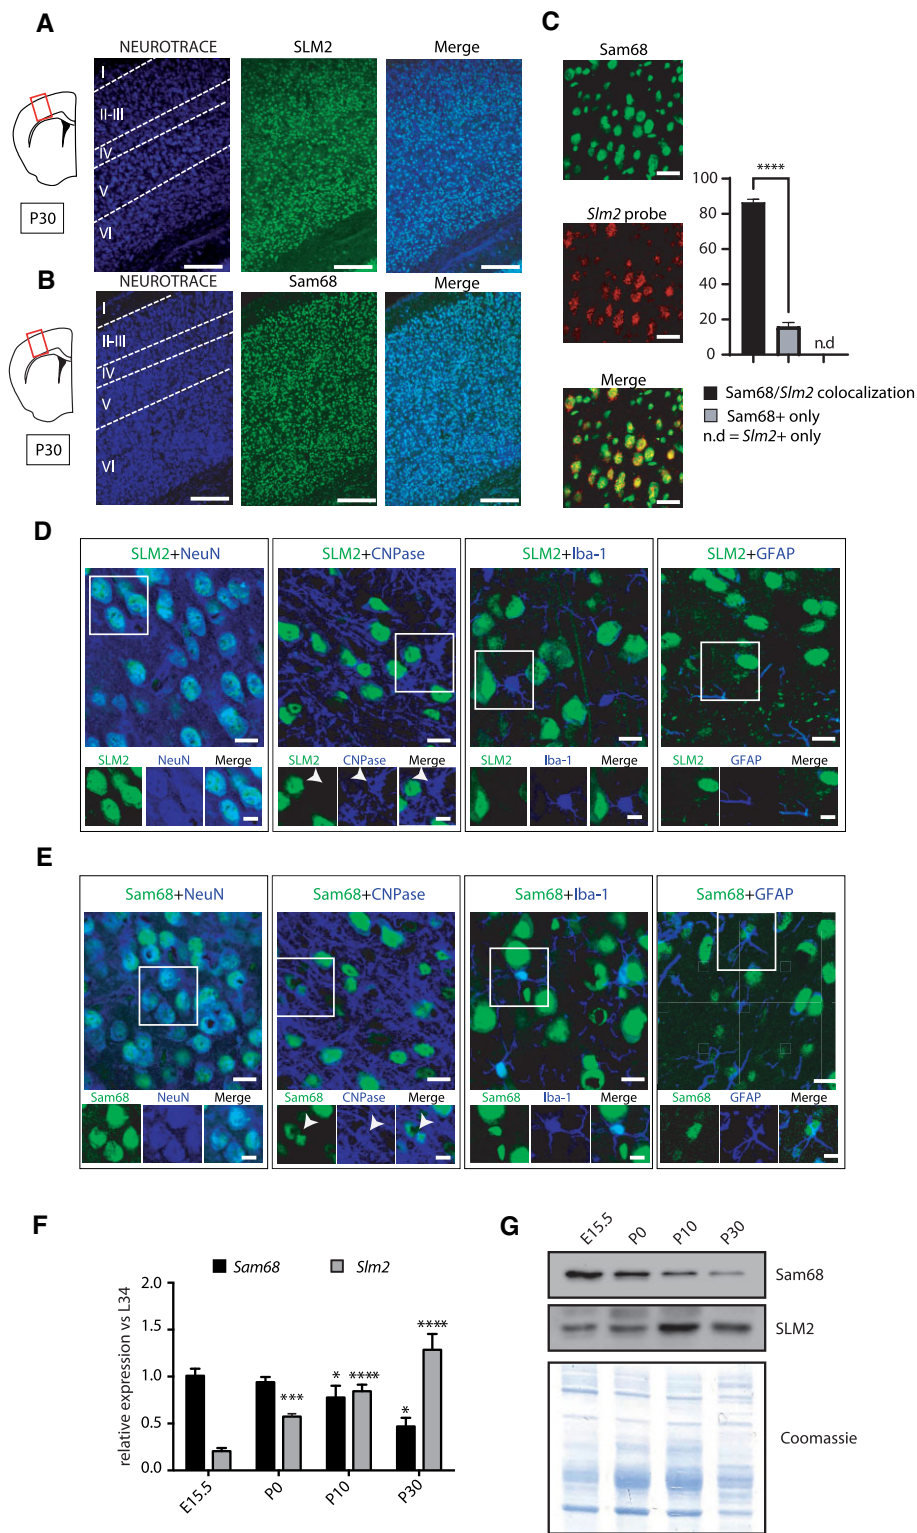 A
NEUROTRACE SLM2 Merge
I
II-III
IV
V
VI
P30
B
NEUROTRACE Sam68 Merge
I
II-III
IV
V
VI
P30
C
Sam68
Slm2 probe
Merge
100
80
60
40
20
0
****
n.d
Sam68/Slm2 colocalization
Sam68+ only
n.d = Slm2+ only
D
SLM2+NeuN SLM2+CNPase SLM2+Iba-1 SLM2+GFAP
SLM2 NeuN Merge SLM2 CNPase Merge SLM2 Iba-1 Merge SLM2 GFAP Merge
E
Sam68+NeuN Sam68+CNPase Sam68+Iba-1 Sam68+GFAP
Sam68 NeuN Merge Sam68 CNPase Merge Sam68 Iba-1 Merge Sam68 GFAP Merge
F
Sam68 Slm2
relative expression vs L34
2.0
1.5
1.0
0.5
0.0
*** * **** * ****
E15.5 P0 P10 P30
G
E15.5 P0 P10 P30
Sam68
SLM2
Coomassie